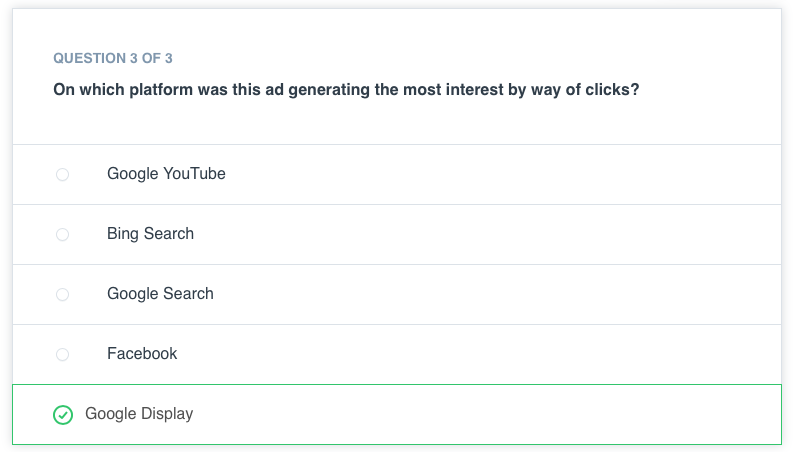 QUESTION 3 OF 3
On which platform was this ad generating the most interest by way of clicks?
Google YouTube
Bing Search
Google Search
Facebook
Google Display